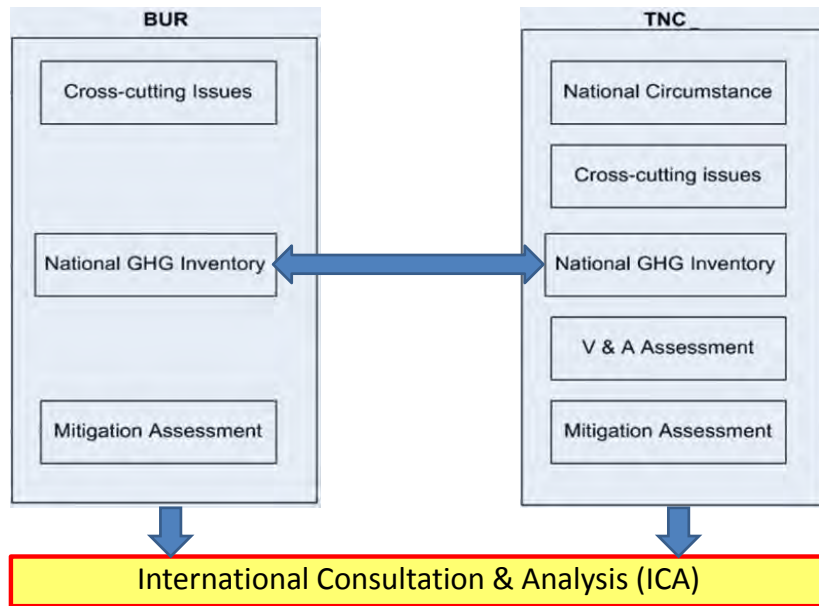 BUR
Cross-cutting Issues
National GHG Inventory
Mitigation Assessment
TNC_
National Circumstance
Cross-cutting issues
National GHG Inventory
V & A Assessment
Mitigation Assessment
International Consultation & Analysis (ICA)